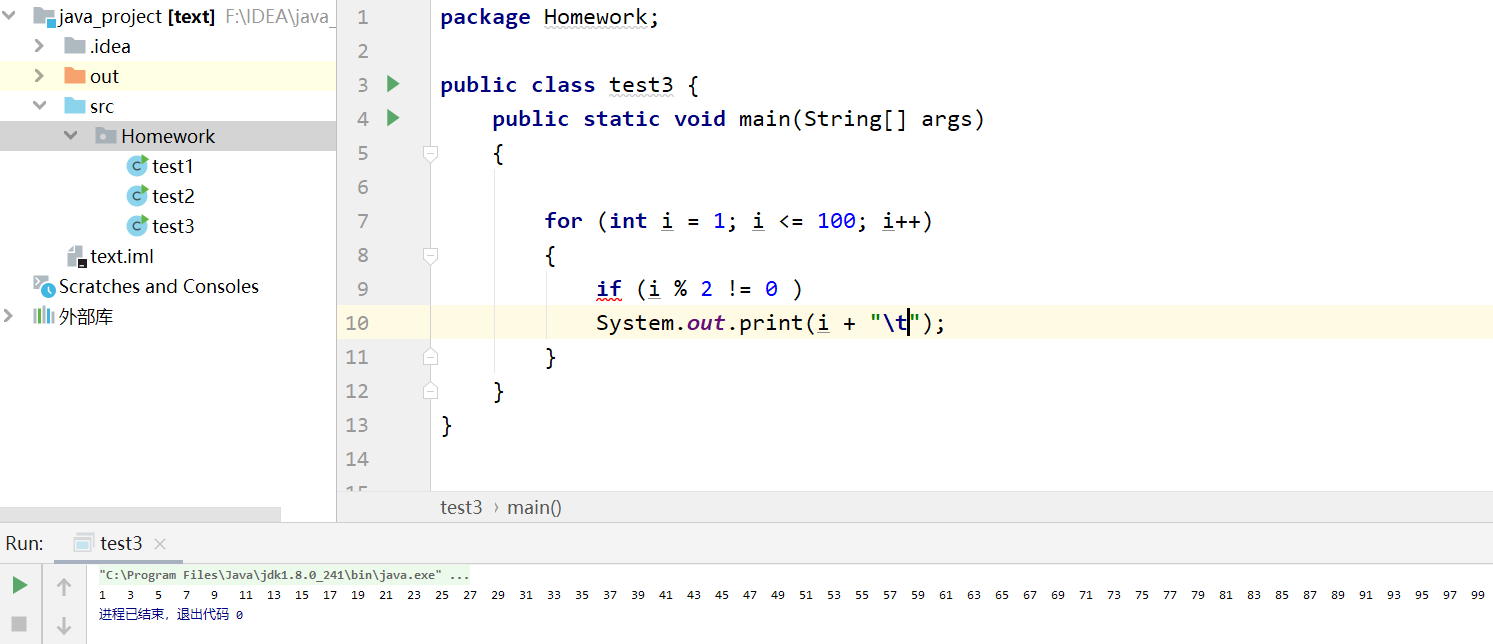 java_project [text] F:\IDEA\java_
.idea
out
src
Homework
test1
test2
test3
text.iml
Scratches and Consoles
外部库
1 package Homework;
2
3 public class test3 {
4 public static void main(String[] args)
5 {
6
7 for (int i = 1; i <= 100; i++)
8 {
9 if (i % 2 != 0 )
10 System.out.print(i + "\t");
11 }
12 }
13 }
14
test3 › main()
Run: test3
"C:\Program Files\Java\jdk1.8.0_241\bin\java.exe" ...
1 3 5 7 9 11 13 15 17 19 21 23 25 27 29 31 33 35 37 39 41 43 45 47 49 51 53 55 57 59 61 63 65 67 69 71 73 75 77 79 81 83 85 87 89 91 93 95 97 99
进程已结束，退出代码 0